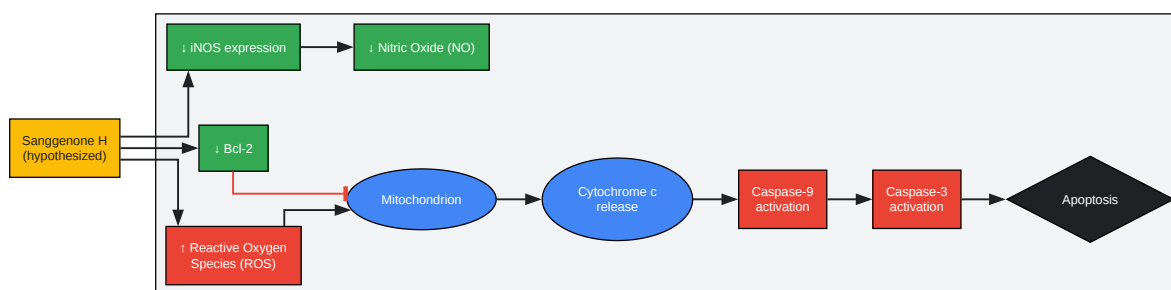 ↓ iNOS expression
↓ Nitric Oxide (NO)
Sanggenone H
(hypothesized)
↓ Bcl-2
Mitochondrion
Cytochrome c
release
Caspase-9
activation
Caspase-3
activation
Apoptosis
↑ Reactive Oxygen
Species (ROS)